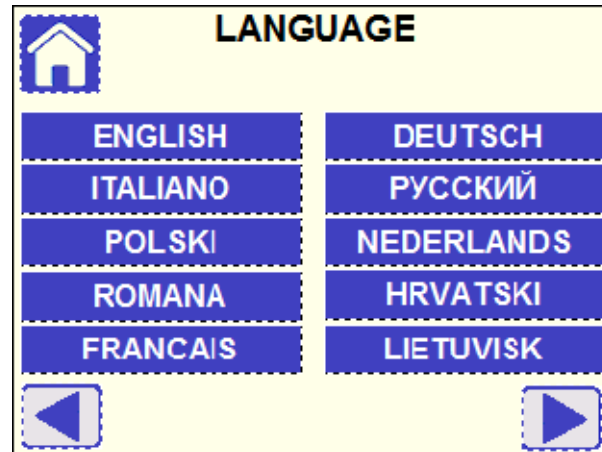 LANGUAGE
ENGLISH DEUTSCH
ITALIANO РУССКИЙ
POLSKI NEDERLANDS
ROMANA HRVATSKI
FRANCAIS LIETUVISK